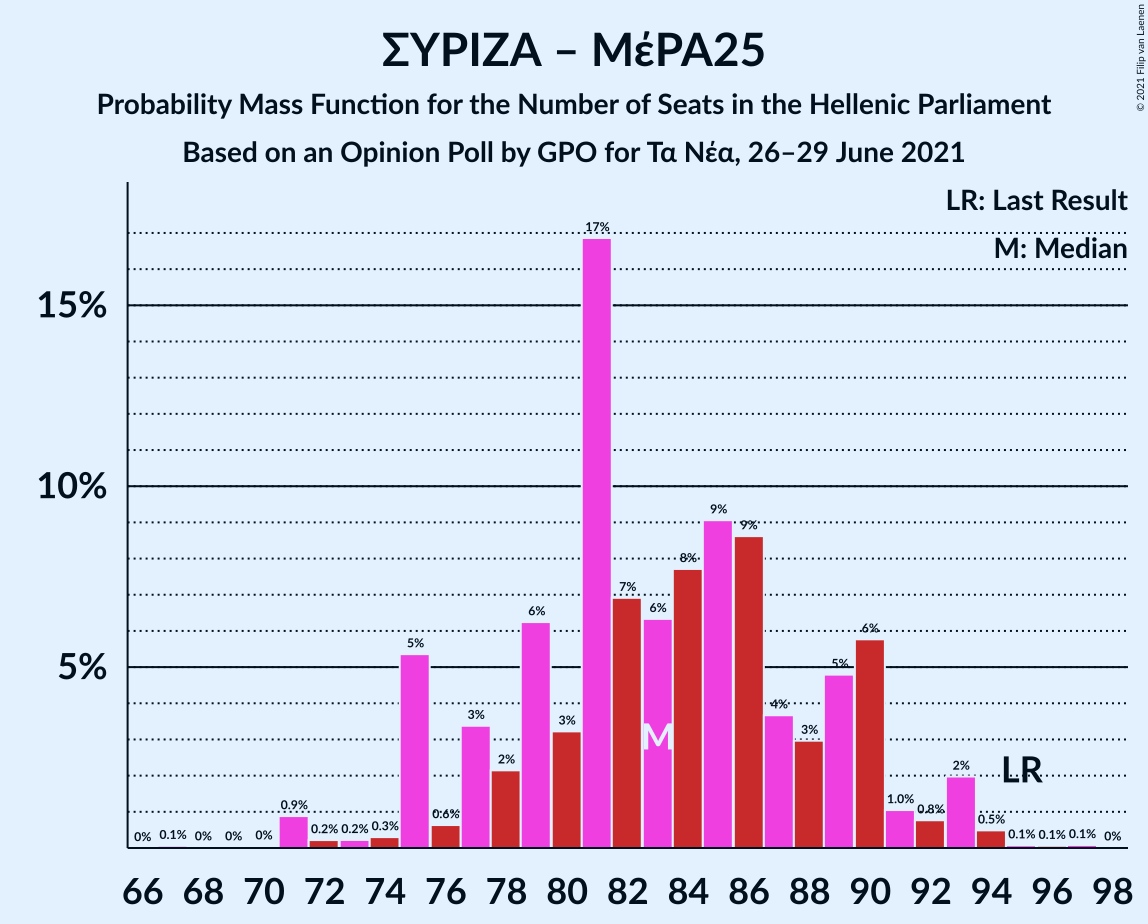 ΣΥΡΙΖΑ – ΜέΡΑ25
Probability Mass Function for the Number of Seats in the Hellenic Parliament
Based on an Opinion Poll by GPO for Τα Νέα, 26–29 June 2021
© 2021 Filip van Laenen
LR: Last Result
M: Median
15%
10%
5%
0% 0.1% 0% 0% 0% 0.9% 0.2% 0.2% 0.3% 5% 0.6% 3% 2% 6% 3% 17% 7% 6% 8% 9% 9% 4% 3% 5% 6% 1.0% 0.8% 2% 0.5% 0.1% 0.1% 0.1% 0%
M
LR
66 68 70 72 74 76 78 80 82 84 86 88 90 92 94 96 98